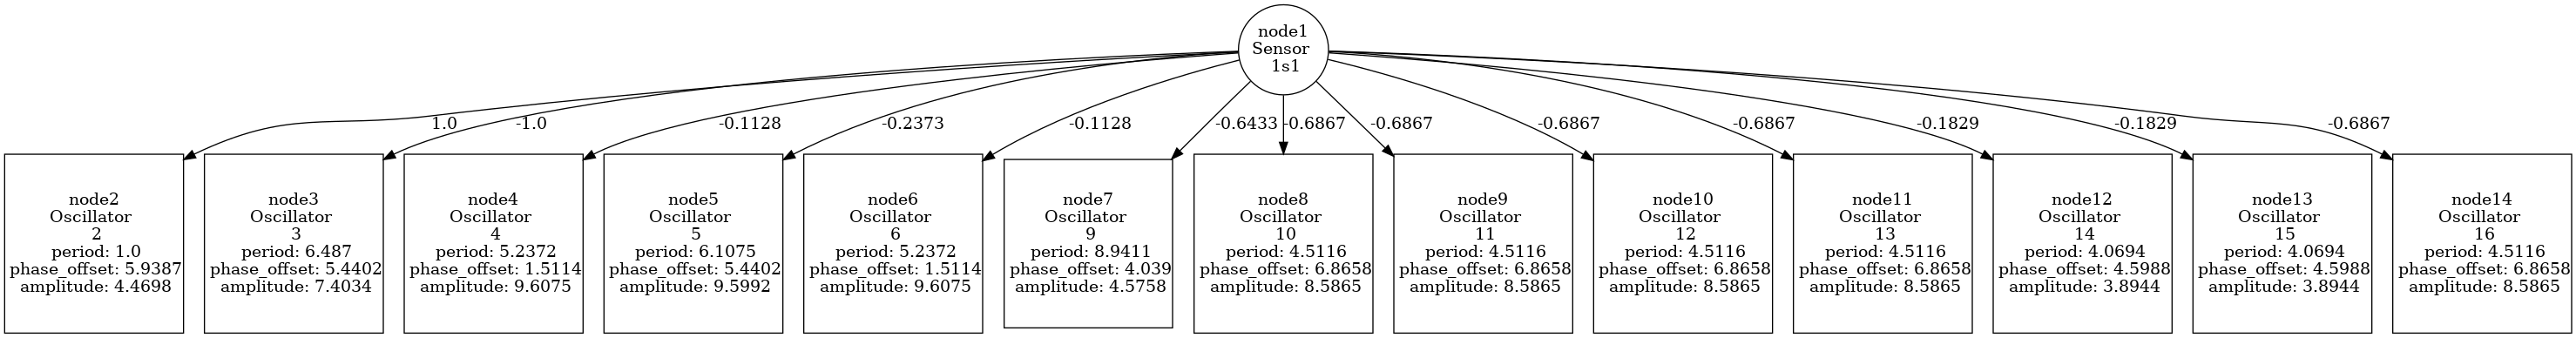 node1
Sensor
1s1
1.0
-1.0
-0.1128
-0.2373
-0.1128
-0.6433
-0.6867
-0.6867
-0.6867
-0.6867
-0.1829
-0.1829
-0.6867
node2
Oscillator
2
period: 1.0
phase_offset: 5.9387
amplitude: 4.4698
node3
Oscillator
3
period: 6.487
phase_offset: 5.4402
amplitude: 7.4034
node4
Oscillator
4
period: 5.2372
phase_offset: 1.5114
amplitude: 9.6075
node5
Oscillator
5
period: 6.1075
phase_offset: 5.4402
amplitude: 9.5992
node6
Oscillator
6
period: 5.2372
phase_offset: 1.5114
amplitude: 9.6075
node7
Oscillator
9
period: 8.9411
phase_offset: 4.039
amplitude: 4.5758
node8
Oscillator
10
period: 4.5116
phase_offset: 6.8658
amplitude: 8.5865
node9
Oscillator
11
period: 4.5116
phase_offset: 6.8658
amplitude: 8.5865
node10
Oscillator
12
period: 4.5116
phase_offset: 6.8658
amplitude: 8.5865
node11
Oscillator
13
period: 4.5116
phase_offset: 6.8658
amplitude: 8.5865
node12
Oscillator
14
period: 4.0694
phase_offset: 4.5988
amplitude: 3.8944
node13
Oscillator
15
period: 4.0694
phase_offset: 4.5988
amplitude: 3.8944
node14
Oscillator
16
period: 4.5116
phase_offset: 6.8658
amplitude: 8.5865